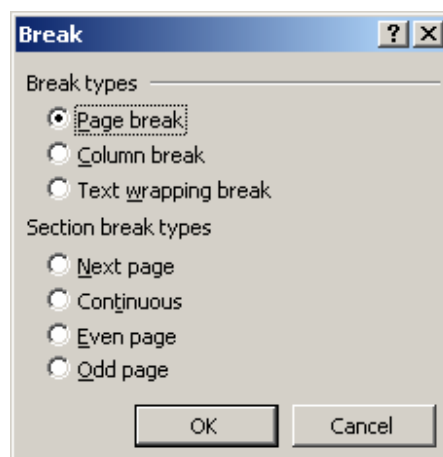 Break
Break types
Page break
Column break
Text wrapping break
Section break types
Next page
Continuous
Even page
Odd page
OK Cancel